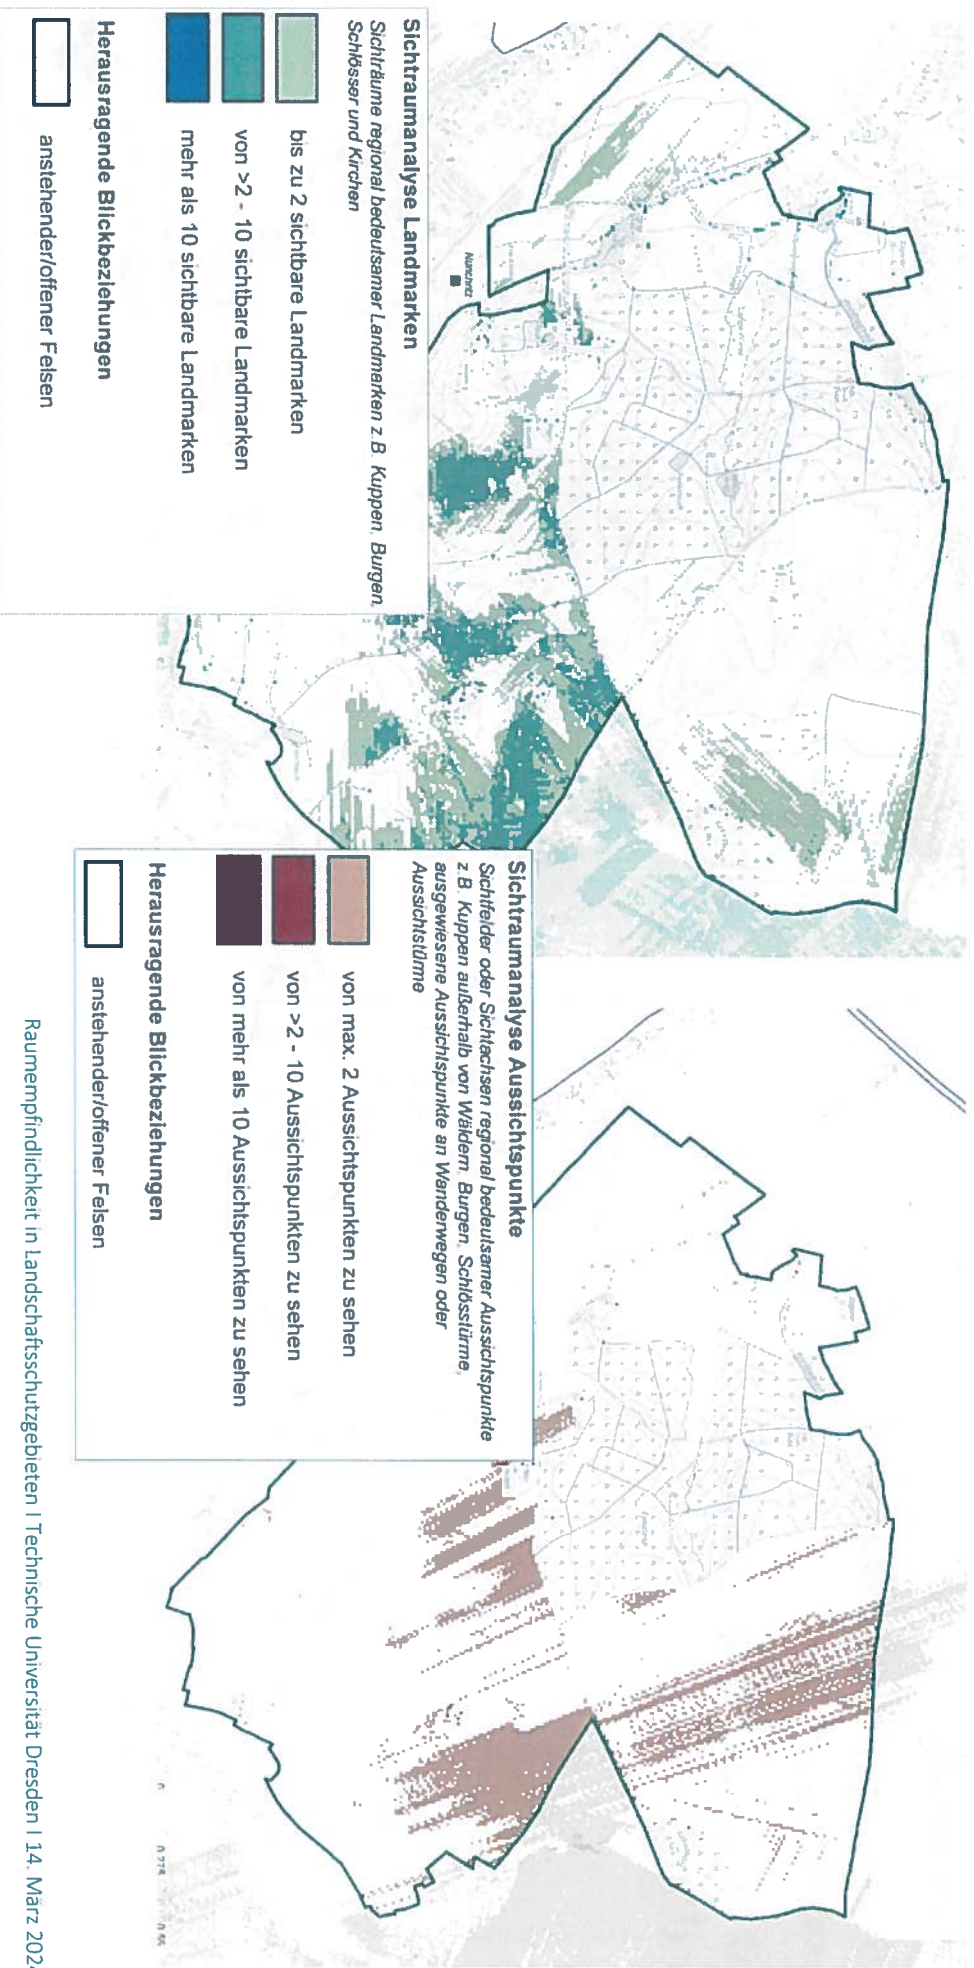 Sichtraumanalyse Landmarken
Sichträume regional bedeutsamer Landmarken z.B. Kuppen, Burgen,
Schlösser und Kirchen
bis zu 2 sichtbare Landmarken
von >2 - 10 sichtbare Landmarken
mehr als 10 sichtbare Landmarken
Herausragende Blickbeziehungen
anstehender/offener Felsen
Sichtraumanalyse Aussichtspunkte
Sichtfelder oder Sichtachsen regional bedeutsamer Aussichtspunkte
z.B. Kuppen außerhalb von Wäldern, Burgen, Schlösstürme,
ausgewiesene Aussichtspunkte an Wanderwegen oder
Aussichtstürme
von max. 2 Aussichtspunkten zu sehen
von >2 - 10 Aussichtspunkten zu sehen
von mehr als 10 Aussichtspunkten zu sehen
Herausragende Blickbeziehungen
anstehender/offener Felsen
Raumempfindlichkeit in Landschaftsschutzgebieten I Technische Universität Dresden I 14. März 202